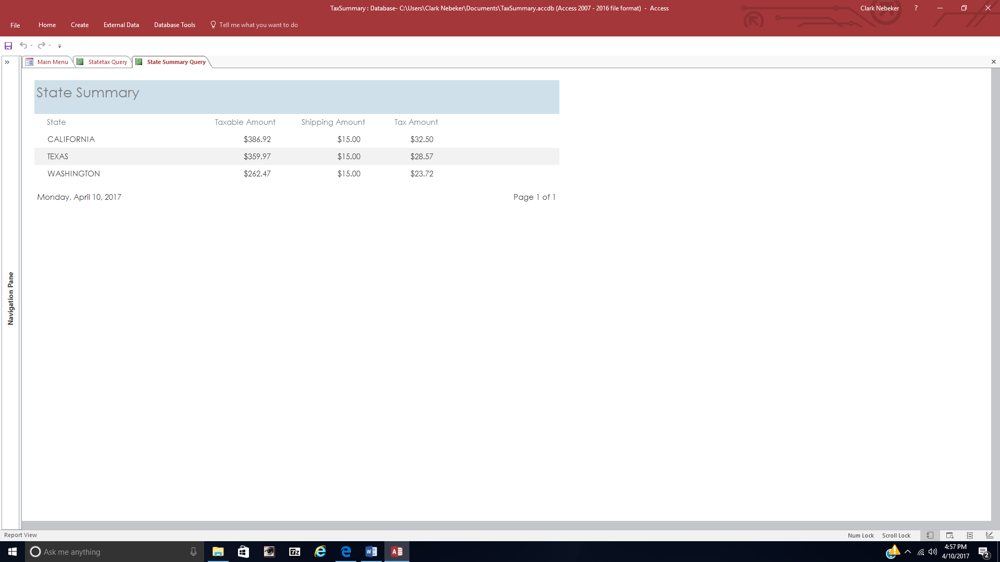 TaxSummary : Database- C:\Users\Clark Nebeker\Documents\TaxSummary.accdb (Access 2007 - 2016 file format) - Access
Clark Nebeker
?
File Home Create External Data Database Tools Tell me what you want to do
Main Menu Statetax Query State Summary Query
State Summary
State Taxable Amount Shipping Amount Tax Amount
CALIFORNIA $386.92 $15.00 $32.50
TEXAS $359.97 $15.00 $28.57
WASHINGTON $262.47 $15.00 $23.72
Monday, April 10, 2017 Page 1 of 1
Navigation Pane
Report View Num Lock Scroll Lock
Ask me anything
7z
4:57 PM
4/10/2017
2